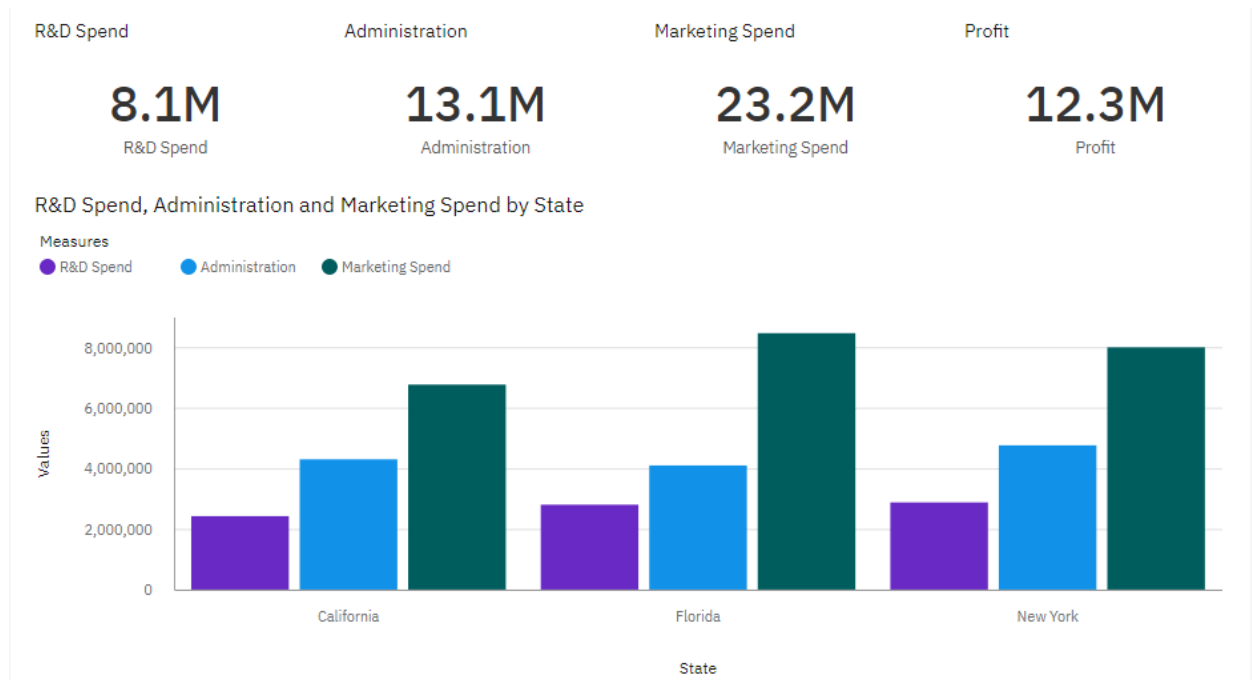 R&D Spend Administration Marketing Spend Profit
8.1M 13.1M 23.2M 12.3M
R&D Spend Administration Marketing Spend Profit
R&D Spend, Administration and Marketing Spend by State
Measures
R&D Spend Administration Marketing Spend
8,000,000
6,000,000
4,000,000
2,000,000
0
Values
California Florida New York
State